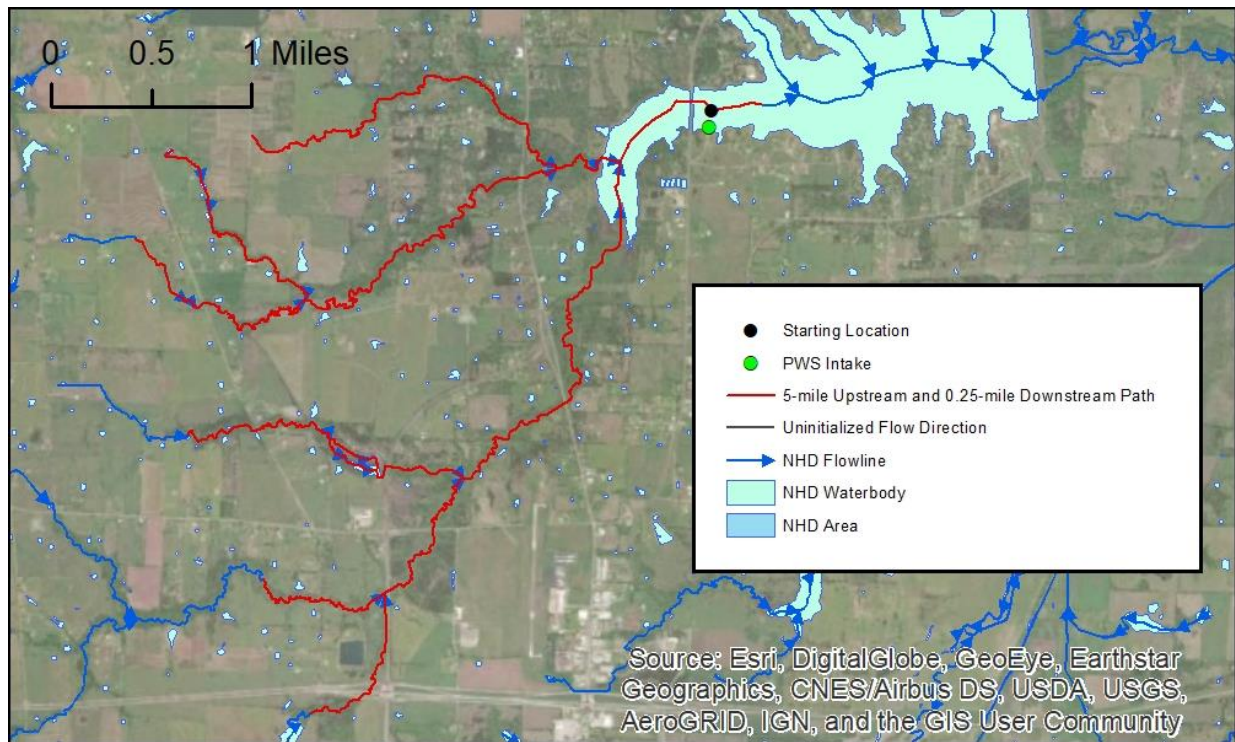 0 0.5 1 Miles
Starting Location
PWS Intake
5-mile Upstream and 0.25-mile Downstream Path
Uninitialized Flow Direction
NHD Flowline
NHD Waterbody
NHD Area
Source: Esri, DigitalGlobe, GeoEye, Earthstar
Geographics, CNES/Airbus DS, USDA, USGS,
AeroGRID, IGN, and the GIS User Community